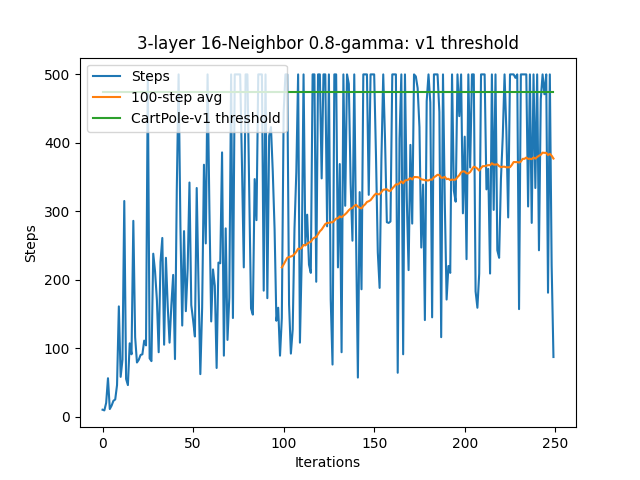 3-layer 16-Neighbor 0.8-gamma: v1 threshold
Steps
100-step avg
CartPole-v1 threshold
500
400
300
200
100
0
Steps
0 50 100 150 200 250
Iterations